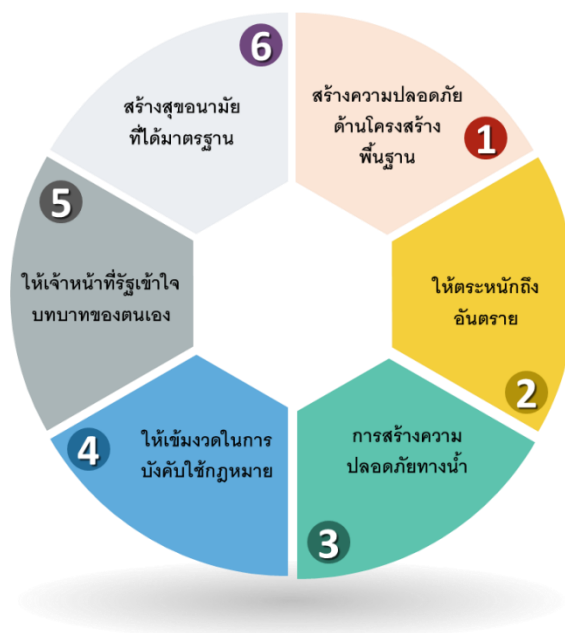 1
สร้างความปลอดภัย
ด้านโครงสร้าง
พื้นฐาน
2
ให้ตระหนักถึง
อันตราย
3
การสร้างความ
ปลอดภัยทางน้ำ
4
ให้เข้มงวดในการ
บังคับใช้กฎหมาย
5
ให้เจ้าหน้าที่รัฐเข้าใจ
บทบาทของตนเอง
6
สร้างสุขอนามัย
ที่ได้มาตรฐาน